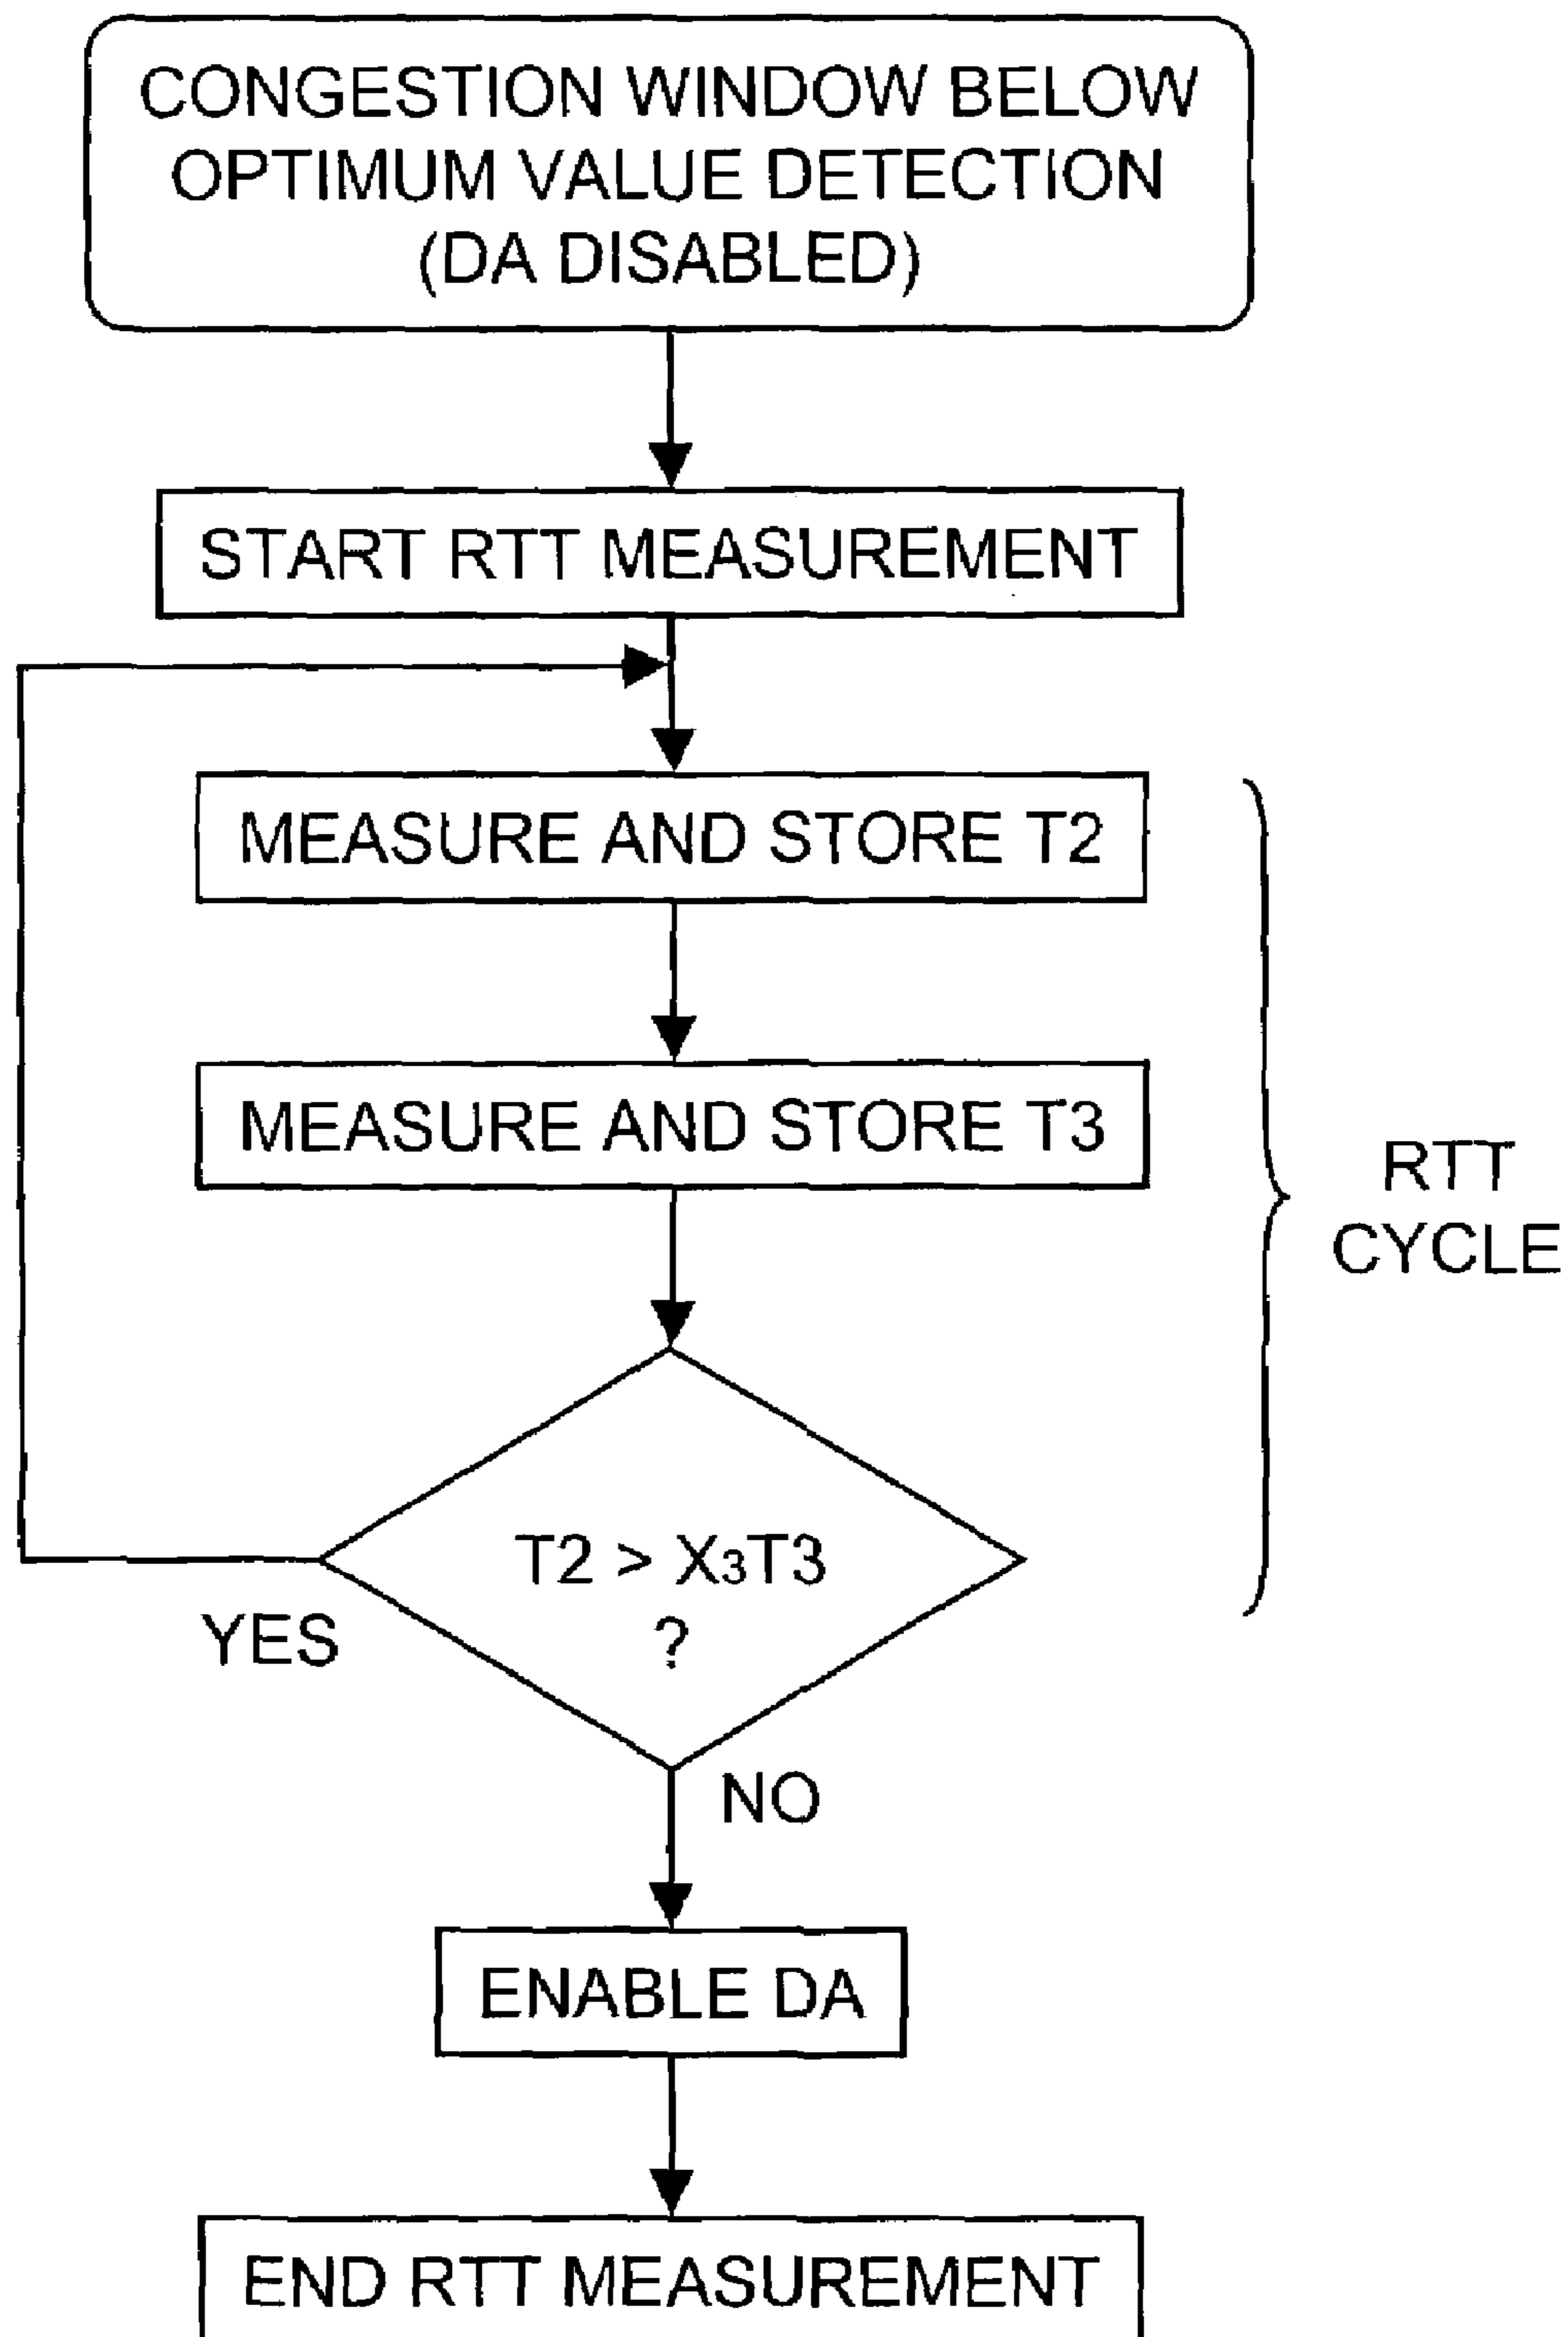 CONGESTION WINDOW BELOW
OPTIMUM VALUE DETECTION
(DA DISABLED)
START RTT MEASUREMENT
MEASURE AND STORE T2
MEASURE AND STORE T3
RTT
CYCLE
T2 > X₃T3
?
YES
NO
ENABLE DA
END RTT MEASUREMENT